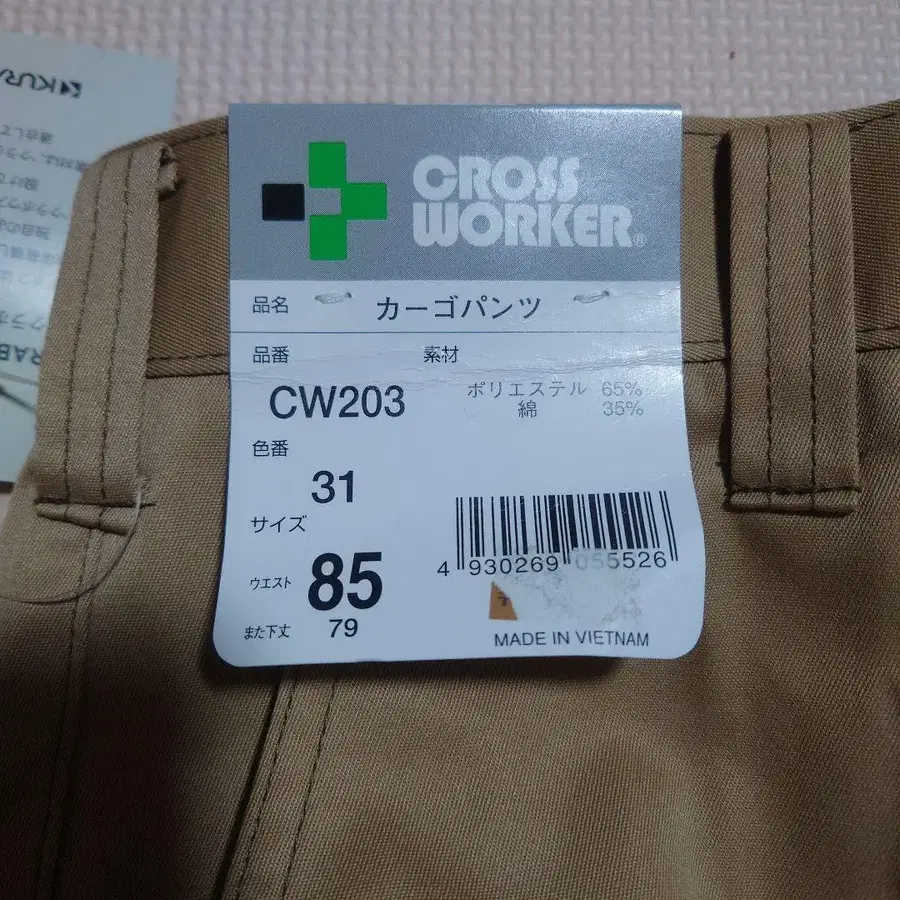 CROSS
WORKER®
品名 カーゴパンツ
品番 素材
CW203 ポリエステル 65%
綿 35%
色番
31
サイズ
ウエスト 85
また下丈 79
4 930269 055526
MADE IN VIETNAM
KUR